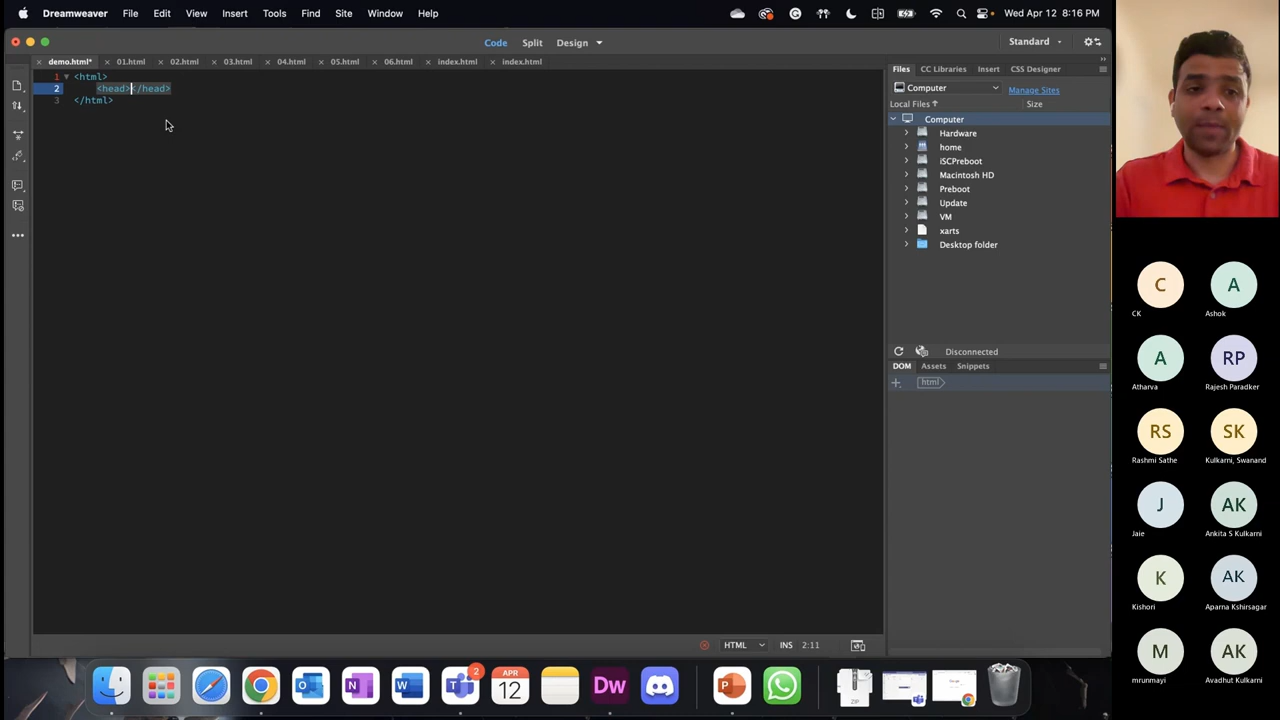 Dreamweaver File Edit View Insert Tools Find Site Window Help Wed Apr 12 8:16 PM
Code Split Design Standard
demo.html* 01.html 02.html 03.html 04.html 05.html 06.html index.html index.html
1 <html>
2 <head></head>
3 </html>
Files CC Libraries Insert CSS Designer
Computer Manage Sites
Local Files Size
Computer
Hardware
home
iSCPreboot
Macintosh HD
Preboot
Update
VM
xarts
Desktop folder
Disconnected
DOM Assets Snippets
html
HTML INS 2:11
C A
CK Ashok
A RP
Atharva Rajesh Paradker
RS SK
Rashmi Sathe Kulkarni, Swanand
J AK
Jaie Ankita S Kulkarni
K AK
Kishori Aparna Kshirsagar
M AK
mrunmayi Avadhut Kulkarni
APR
12
2
Dw
ZIP